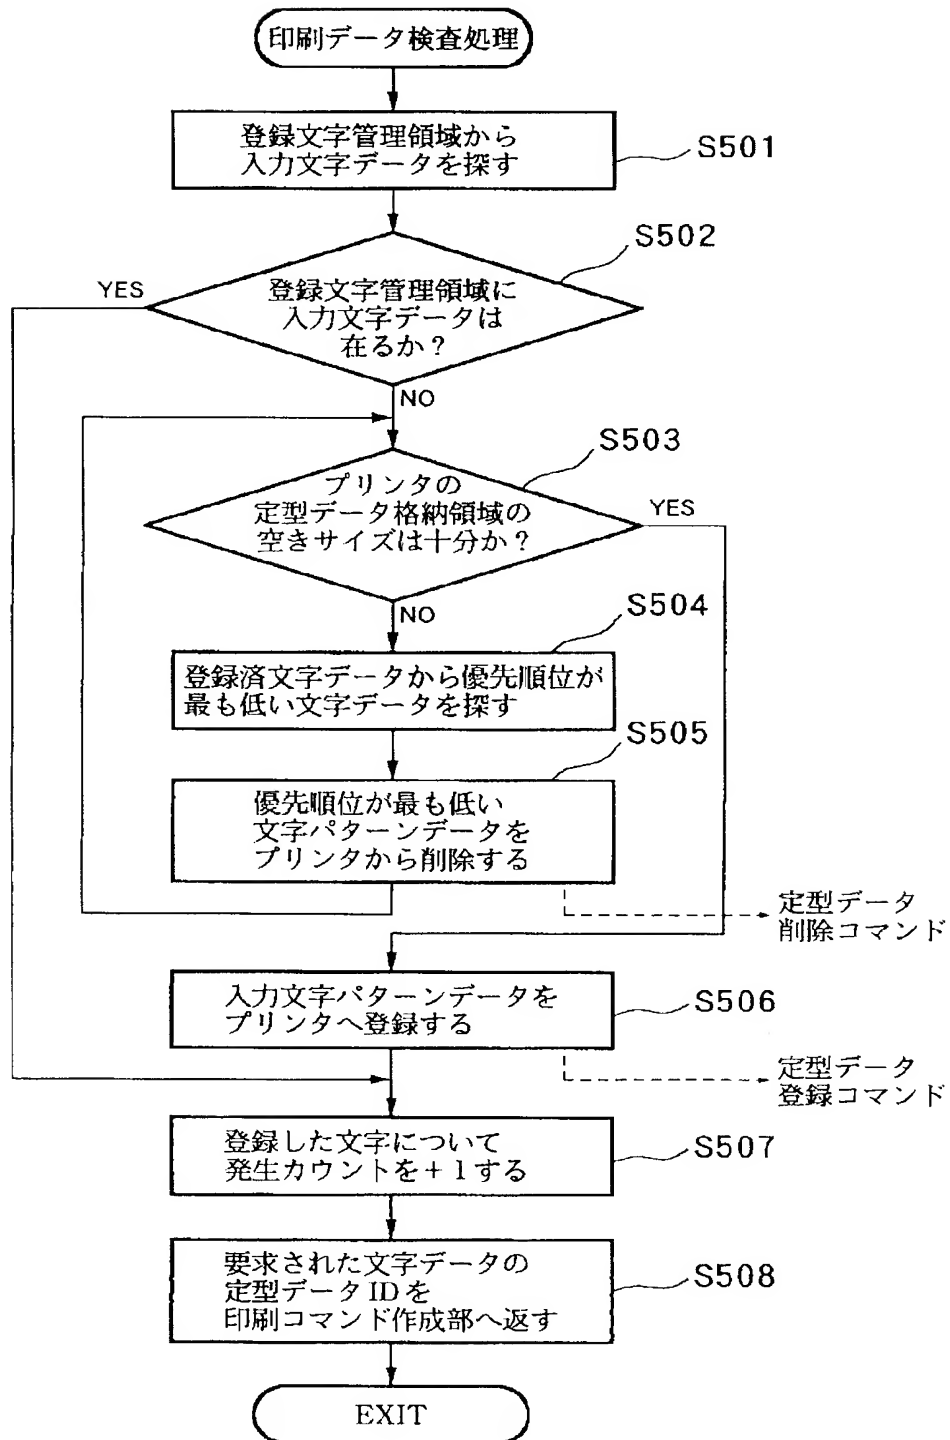 印刷データ検査処理
登録文字管理領域から
入力文字データを探す
S501
S502
YES
登録文字管理領域に
入力文字データは
在るか?
NO
S503
プリンタの
定型データ格納領域の
空きサイズは十分か?
YES
NO
S504
登録済文字データから優先順位が
最も低い文字データを探す
S505
優先順位が最も低い
文字パターンデータを
プリンタから削除する
定型データ
削除コマンド
入力文字パターンデータを
プリンタへ登録する
S506
定型データ
登録コマンド
登録した文字について
発生カウントを+1する
S507
要求された文字データの
定型データIDを
印刷コマンド作成部へ返す
S508
EXIT